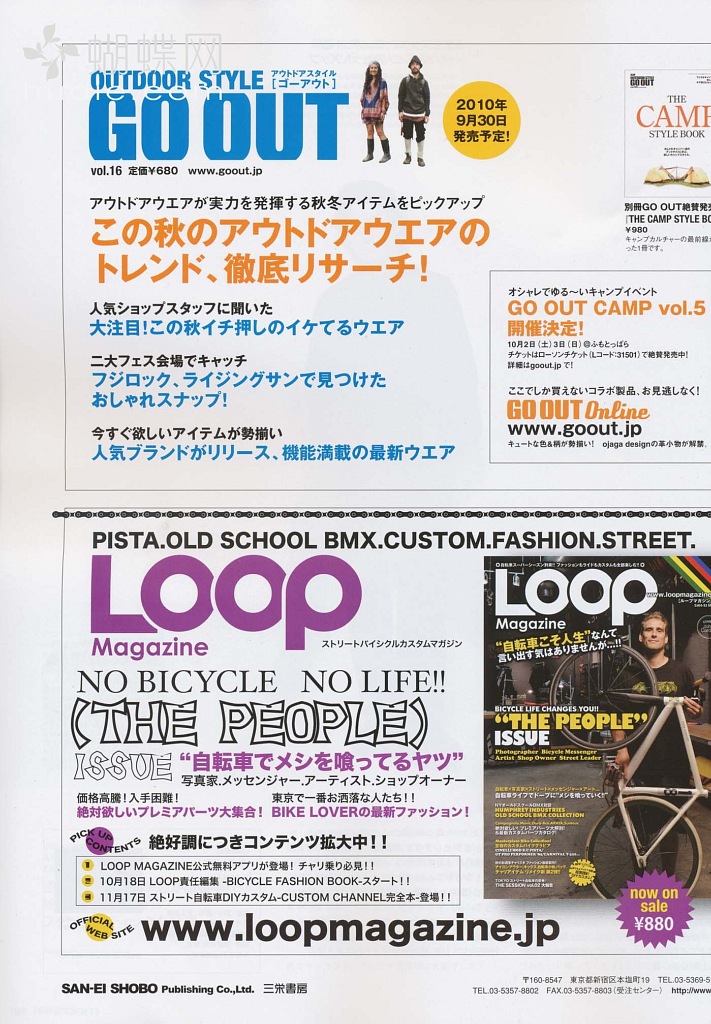 蝴蝶网
OUTDOOR STYLE アウトドアスタイル
GO OUT [ゴーアウト]
vol.16 定価¥680 www.goout.jp
2010年
9月30日
発売予定!
アウトドアウエアが実力を発揮する秋冬アイテムをピックアップ
この秋のアウトドアウエアの
トレンド、徹底リサーチ!
人気ショップスタッフに聞いた
大注目!この秋イチ押しのイケてるウエア
二大フェス会場でキャッチ
フジロック、ライジングサンで見つけた
おしゃれスナップ!
今すぐ欲しいアイテムが勢揃い
人気ブランドがリリース、機能満載の最新ウエア
THE
CAMP
STYLE BOOK
別冊GO OUT絶賛発
「THE CAMP STYLE BO
¥980
キャンプカルチャーの最前線
った1冊です。
オシャレでゆる〜いキャンプイベント
GO OUT CAMP vol.5
開催決定!
10月2日(土)3日(日)@ふもとっぱら
チケットはローソンチケット(Lコード:31501)で絶賛発売中!
詳細はgoout.jpで!
ここでしか買えないコラボ製品、お見逃しなく!
GO OUT Online
www.goout.jp
キュートな色&柄が勢揃い! ojaga designの革小物が解禁。
PISTA.OLD SCHOOL BMX.CUSTOM.FASHION.STREET.
LOOP
Magazine ストリートバイシクルカスタムマガジン
NO BICYCLE NO LIFE!!
(THE PEOPLE)
ISSUE “自転車でメシを喰ってるヤツ”
写真家.メッセンジャー.アーティスト.ショップオーナー
価格高騰!入手困難!
絶対欲しいプレミアパーツ大集合!
東京で一番お洒落な人たち!!
BIKE LOVERの最新ファッション!
PICK UP CONTENTS 絶好調につきコンテンツ拡大中!!
LOOP MAGAZINE公式無料アプリが登場! チャリ乗り必見!!
10月18日 LOOP責任編集 -BICYCLE FASHION BOOK-スタート!!
11月17日 ストリート自転車DIYカスタム-CUSTOM CHANNEL完全本-登場!!
OFFICIAL WEB SITE www.loopmagazine.jp
LOOP
www.loopmagazine
Magazine
“自転車こそ人生”なんて
言い出す気はありませんが...!!
BICYCLE LIFE CHANGES YOU!!
“THE PEOPLE”
ISSUE
Photographer Bicycle Messenger
Artist Shop Owner Street Leader
HUMPHREY INDUSTRIES
OLD SCHOOL BMX COLLECTION
now on
sale
¥880
SAN-EI SHOBO Publishing Co.,Ltd. 三栄書房
〒160-8547 東京都新宿区本塩町19 TEL.03-5369-5
TEL.03-5357-8802 FAX.03-5357-8803(受注センター) http://www.